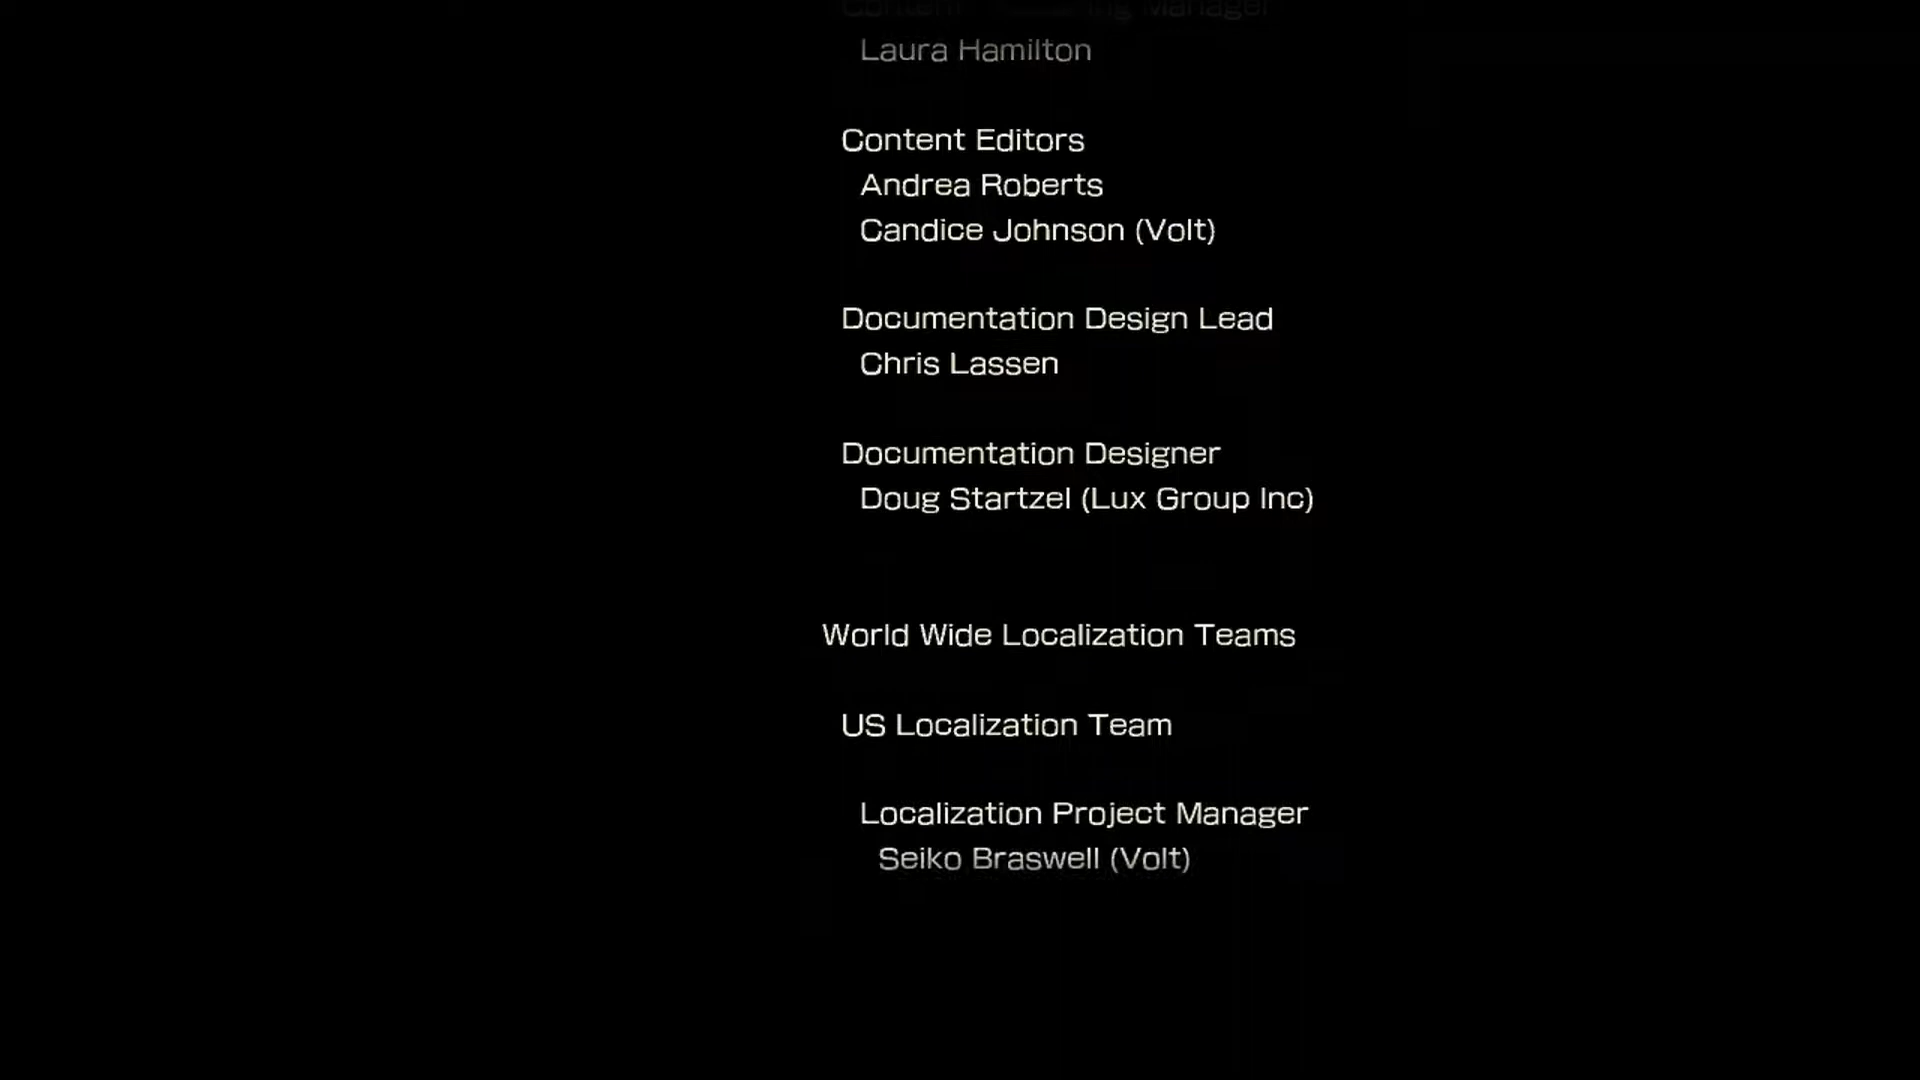 Manager
Laura Hamilton
Content Editors
Andrea Roberts
Candice Johnson (Volt)
Documentation Design Lead
Chris Lassen
Documentation Designer
Doug Startzel (Lux Group Inc)
World Wide Localization Teams
US Localization Team
Localization Project Manager
Seiko Braswell (Volt)